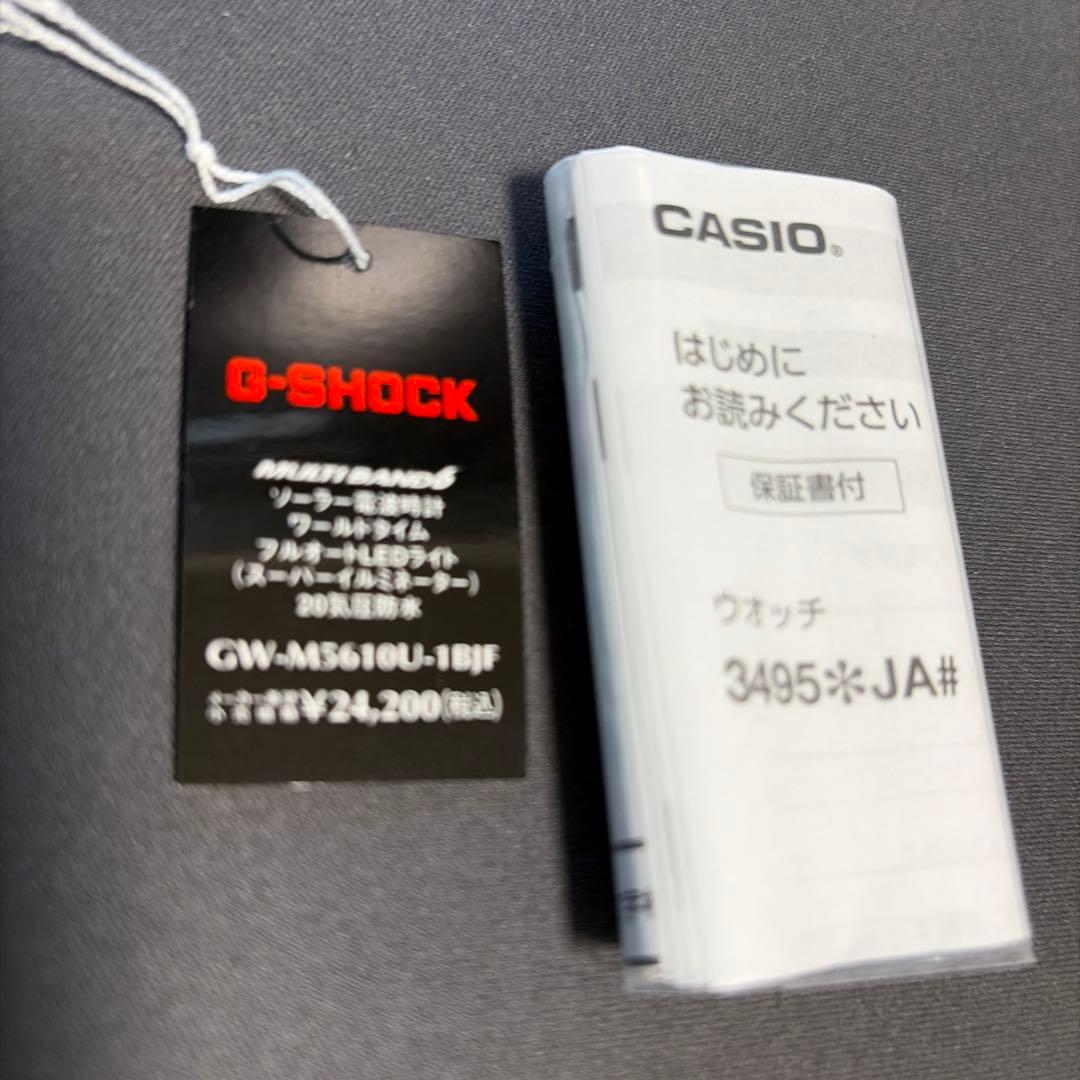 G-SHOCK
MULTI BAND 6
ソーラー電波時計
ワールドタイム
フルオートLEDライト
(スーパーイルミネーター)
20気圧防水
GW-M5610U-1BJF
¥24,200(税込)
CASIO®
はじめに
お読みください
保証書付
ウオッチ
3495＊JA#